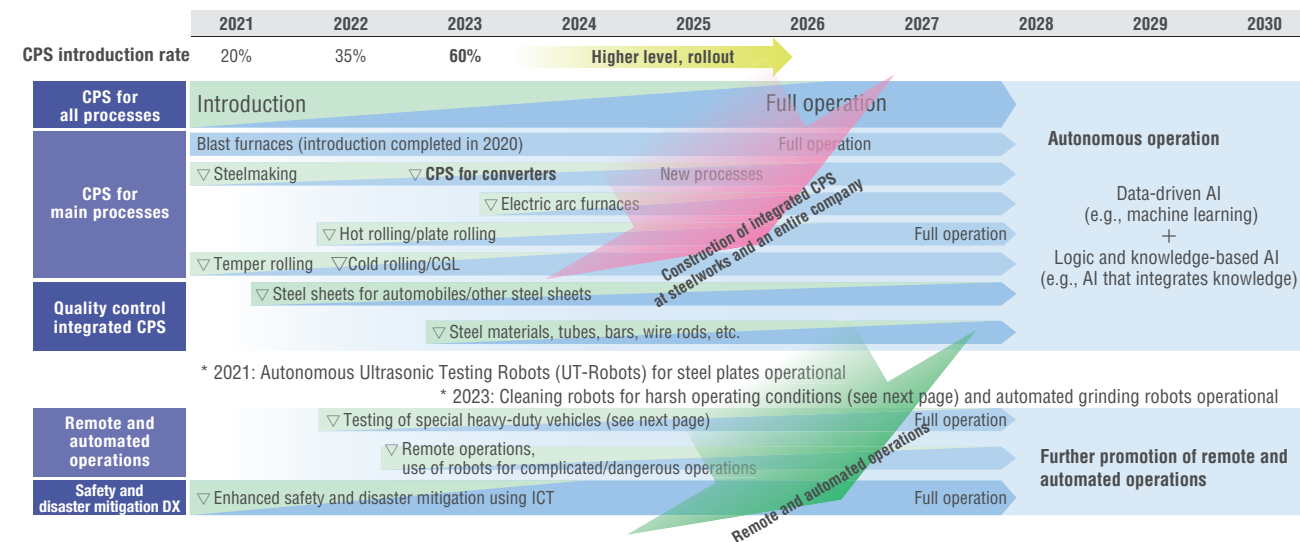 2021 2022 2023 2024 2025 2026 2027 2028 2029 2030
CPS introduction rate 20% 35% 60% Higher level, rollout
CPS for
all processes
Introduction Full operation
CPS for
main processes
Blast furnaces (introduction completed in 2020) Full operation
▽ Steelmaking ▽ CPS for converters New processes
▽ Electric arc furnaces
▽ Hot rolling/plate rolling Full operation
▽ Temper rolling ▽ Cold rolling/CGL
Construction of integrated CPS
at steelworks and an entire company
Autonomous operation
Data-driven AI
(e.g., machine learning)
+
Logic and knowledge-based AI
(e.g., AI that integrates knowledge)
Quality control
integrated CPS
▽ Steel sheets for automobiles/other steel sheets
▽ Steel materials, tubes, bars, wire rods, etc.
* 2021: Autonomous Ultrasonic Testing Robots (UT-Robots) for steel plates operational
* 2023: Cleaning robots for harsh operating conditions (see next page) and automated grinding robots operational
Remote and
automated
operations
▽ Testing of special heavy-duty vehicles (see next page) Full operation
▽ Remote operations,
use of robots for complicated/dangerous operations
Remote and automated operations
Further promotion of remote and
automated operations
Safety and
disaster mitigation DX
▽ Enhanced safety and disaster mitigation using ICT Full operation